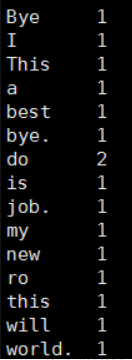 Bye 1
I 1
This 1
a 1
best 1
bye. 1
do 2
is 1
job. 1
my 1
new 1
ro 1
this 1
will 1
world. 1